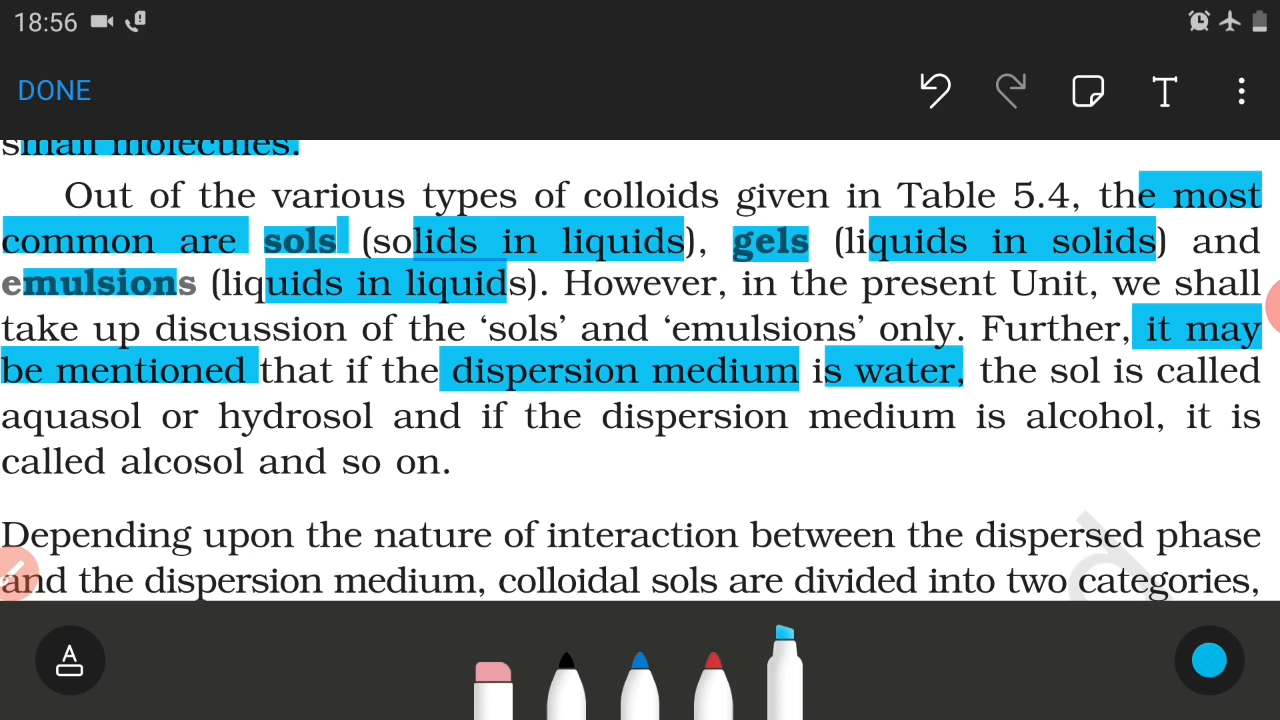 18:56
DONE
T
small molecules.
Out of the various types of colloids given in Table 5.4, the most
common are sols (solids in liquids), gels (liquids in solids) and
emulsions (liquids in liquids). However, in the present Unit, we shall
take up discussion of the ‘sols’ and ‘emulsions’ only. Further, it may
be mentioned that if the dispersion medium is water, the sol is called
aquasol or hydrosol and if the dispersion medium is alcohol, it is
called alcosol and so on.
Depending upon the nature of interaction between the dispersed phase
and the dispersion medium, colloidal sols are divided into two categories,
A